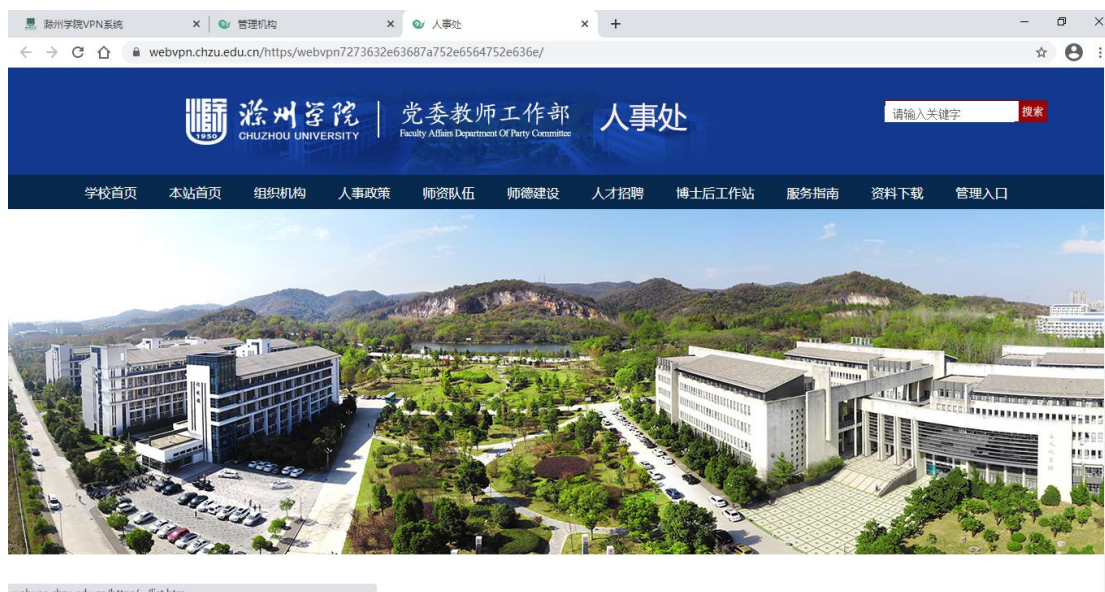 滁州学院VPN系统
管理机构
人事处
webvpn.chzu.edu.cn/https/webvpn7273632e63687a752e6564752e636e/
滁州学院
CHUZHOU UNIVERSITY
1950
党委教师工作部
Faculty Affairs Department Of Party Committee
人事处
请输入关键字
搜索
学校首页 本站首页 组织机构 人事政策 师资队伍 师德建设 人才招聘 博士后工作站 服务指南 资料下载 管理入口